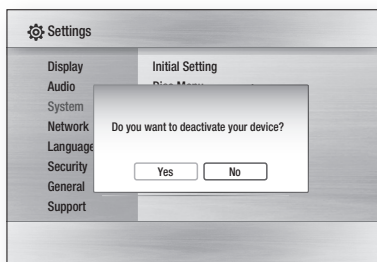 Settings
Display
Initial Setting
Audio
System
Network
Language
Security
General
Support
Do you want to deactivate your device?
Yes
No